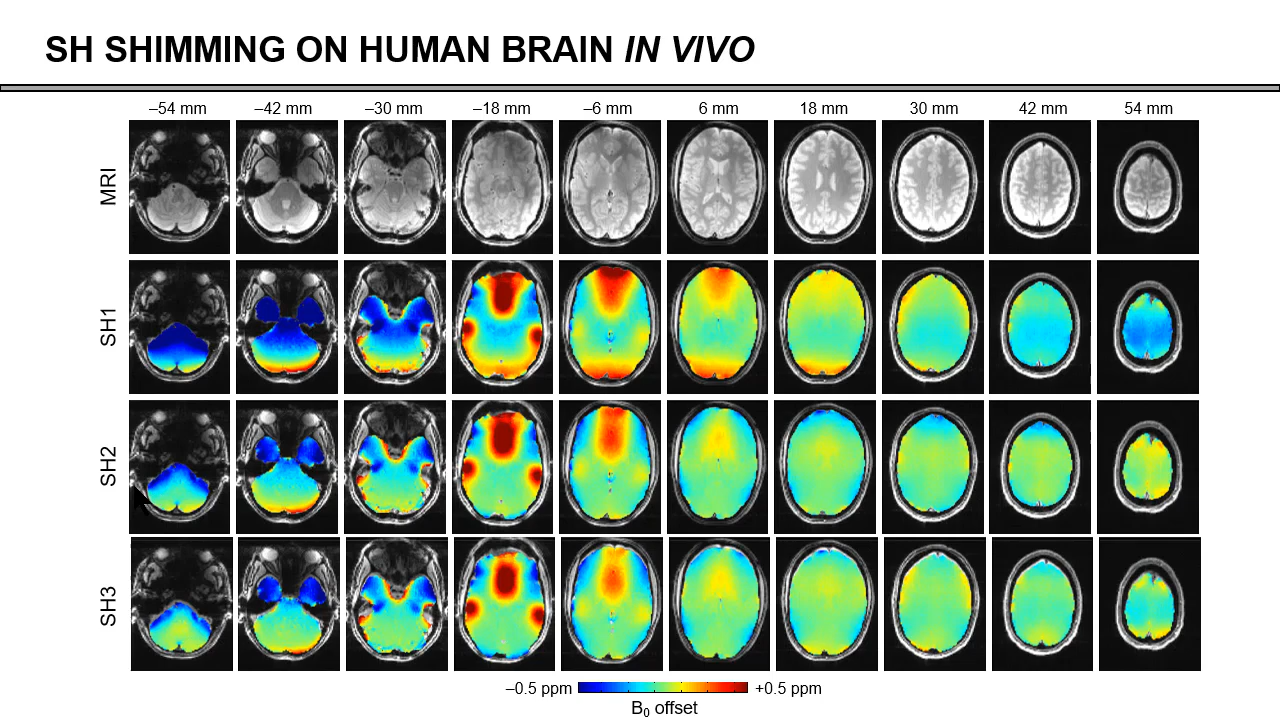 SH SHIMMING ON HUMAN BRAIN IN VIVO
–54 mm –42 mm –30 mm –18 mm –6 mm 6 mm 18 mm 30 mm 42 mm 54 mm
MRI
SH1
SH2
SH3
–0.5 ppm +0.5 ppm
B₀ offset